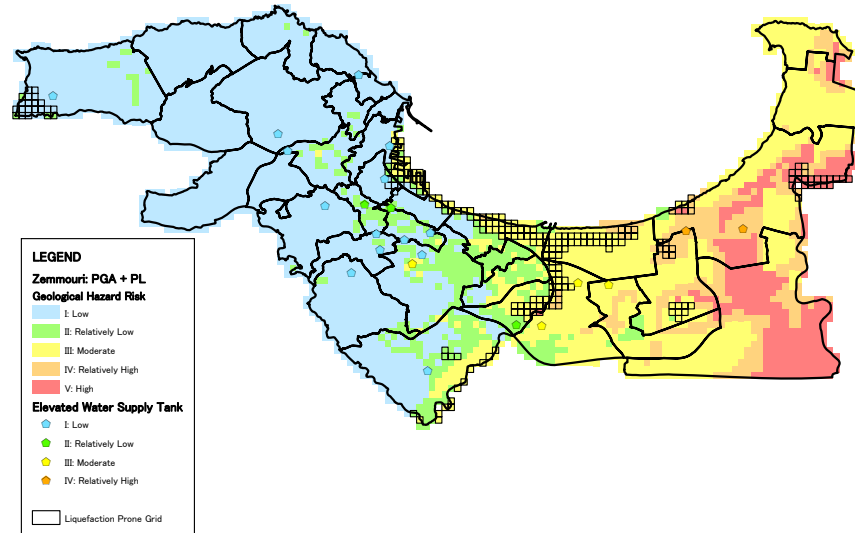 LEGEND
Zemmouri: PGA + PL
Geological Hazard Risk
Ⅰ: Low
Ⅱ: Relatively Low
Ⅲ: Moderate
Ⅳ: Relatively High
Ⅴ: High
Elevated Water Supply Tank
Ⅰ: Low
Ⅱ: Relatively Low
Ⅲ: Moderate
Ⅳ: Relatively High
Liquefaction Prone Grid